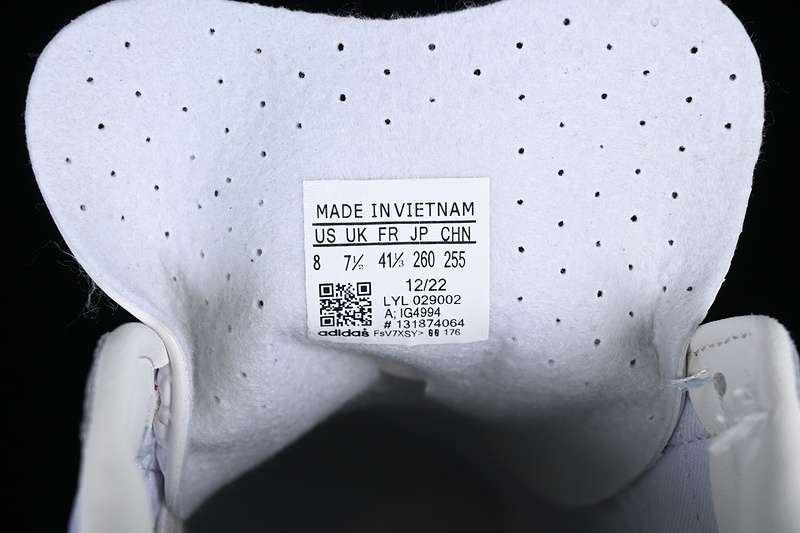 MADE IN VIETNAM
US UK FR JP CHN
8 7½ 41⅓ 260 255
12/22
LYL 029002
A; IG4994
# 131874064
adidas FsV7XSY> 176